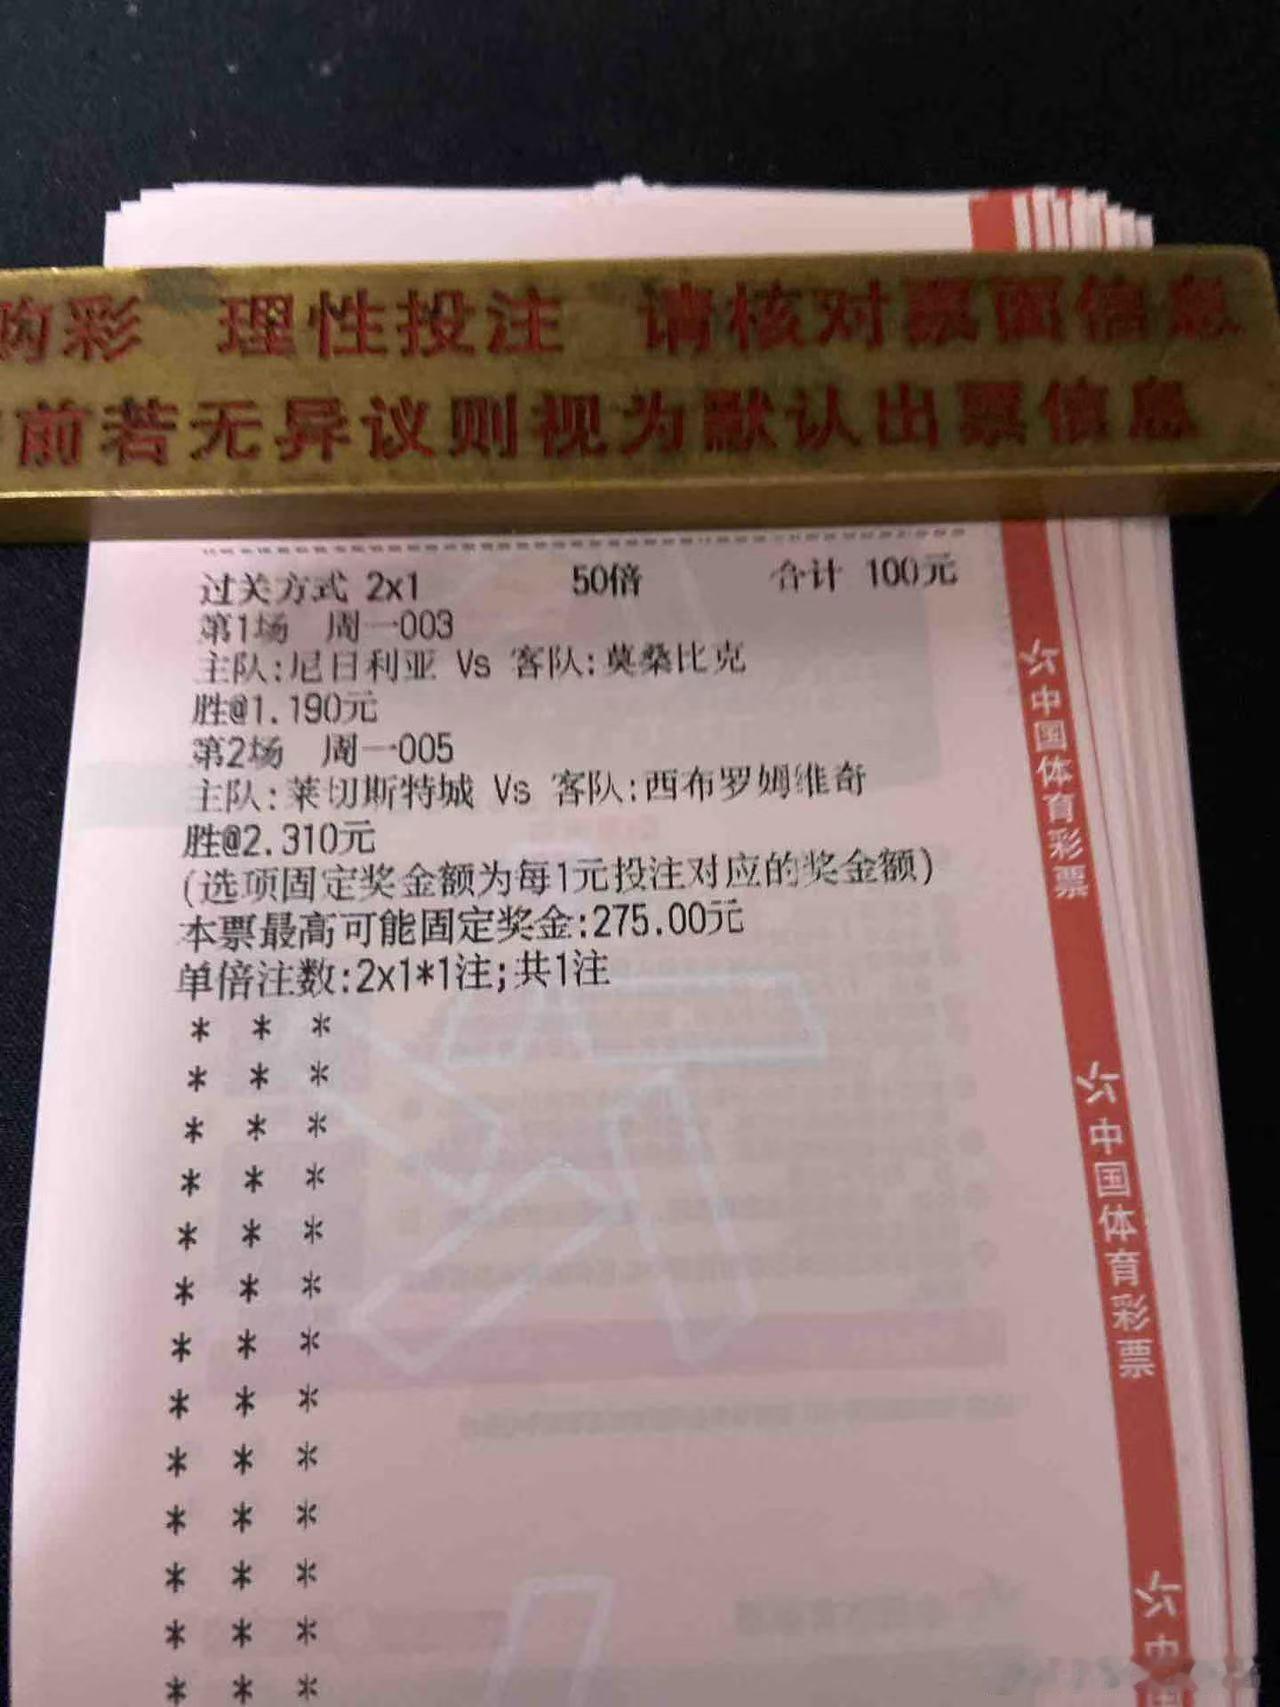 购彩 理性投注 请核对票面信息
前若无异议则视为默认出票信息
过关方式 2x1 50倍 合计 100元
第1场 周一003
主队:尼日利亚 Vs 客队:莫桑比克
胜@1.190元
第2场 周一005
主队:莱切斯特城 Vs 客队:西布罗姆维奇
胜@2.310元
(选项固定奖金额为每1元投注对应的奖金额)
本票最高可能固定奖金:275.00元
单倍注数:2x1*1注;共1注
* * *
* * *
* * *
* * *
* * *
* * *
* * *
* * *
* * *
* * *
* * *
* * *
* * *
中国体育彩票
中国体育彩票
中国